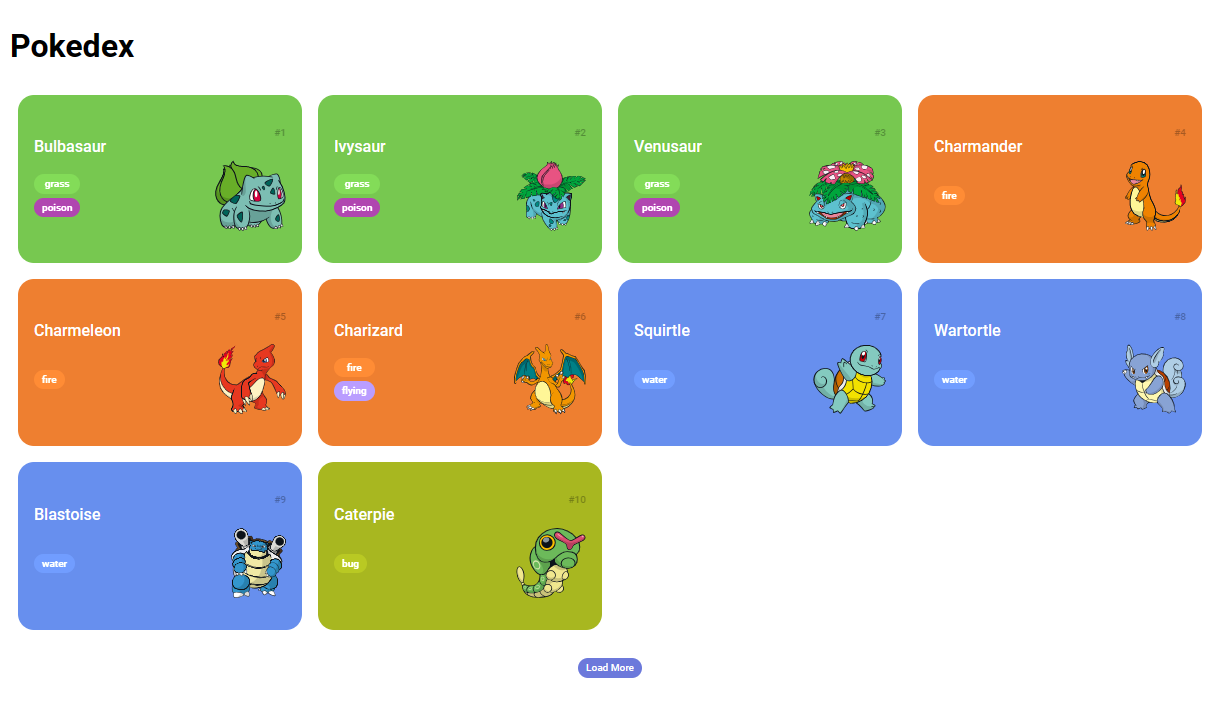 Pokedex
#1
Bulbasaur
grass
poison
#2
Ivysaur
grass
poison
#3
Venusaur
grass
poison
#4
Charmander
fire
#5
Charmeleon
fire
#6
Charizard
fire
flying
#7
Squirtle
water
#8
Wartortle
water
#9
Blastoise
water
#10
Caterpie
bug
Load More